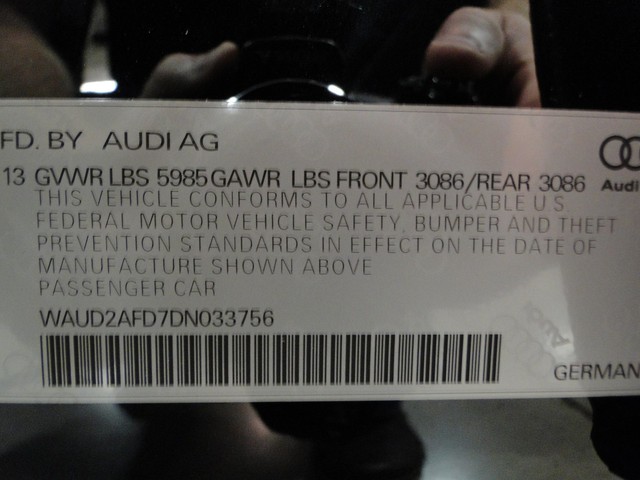 FD. BY AUDI AG
13 GVWR LBS 5985 GAWR LBS FRONT 3086/REAR 3086
Audi
THIS VEHICLE CONFORMS TO ALL APPLICABLE U S
FEDERAL MOTOR VEHICLE SAFETY, BUMPER AND THEFT
PREVENTION STANDARDS IN EFFECT ON THE DATE OF
MANUFACTURE SHOWN ABOVE
PASSENGER CAR
WAUD2AFD7DN033756
Audi
GERMAN